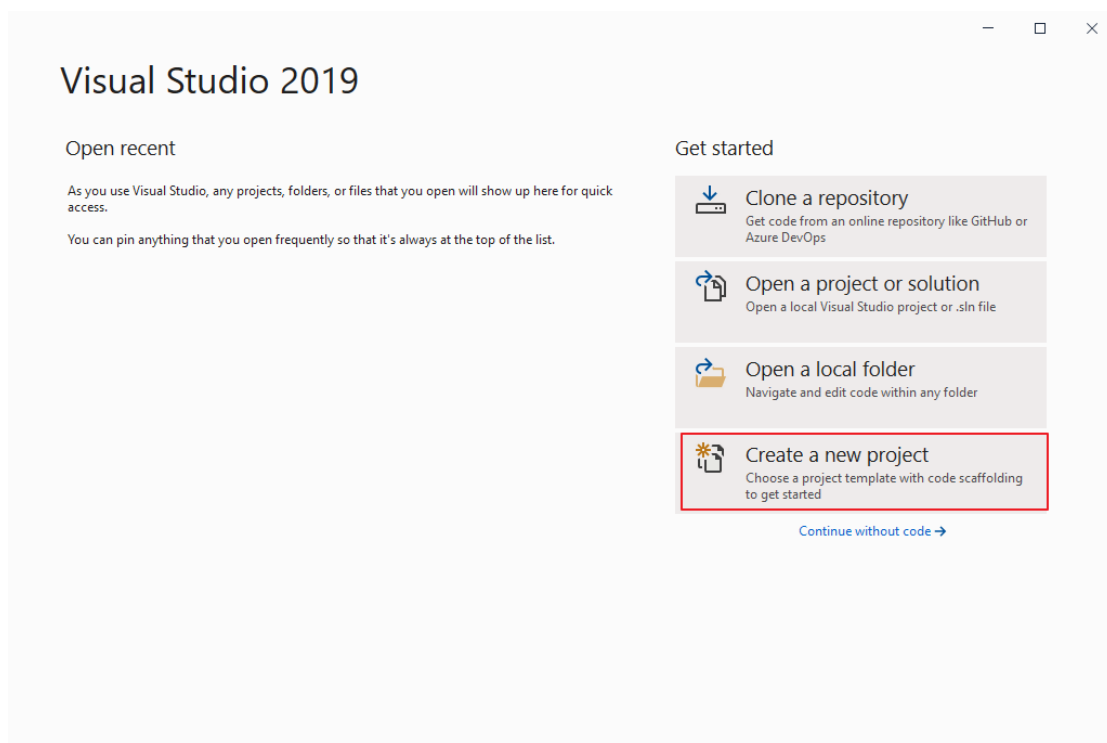 Visual Studio 2019
Open recent
As you use Visual Studio, any projects, folders, or files that you open will show up here for quick
access.
You can pin anything that you open frequently so that it's always at the top of the list.
Get started
Clone a repository
Get code from an online repository like GitHub or
Azure DevOps
Open a project or solution
Open a local Visual Studio project or .sln file
Open a local folder
Navigate and edit code within any folder
Create a new project
Choose a project template with code scaffolding
to get started
Continue without code →